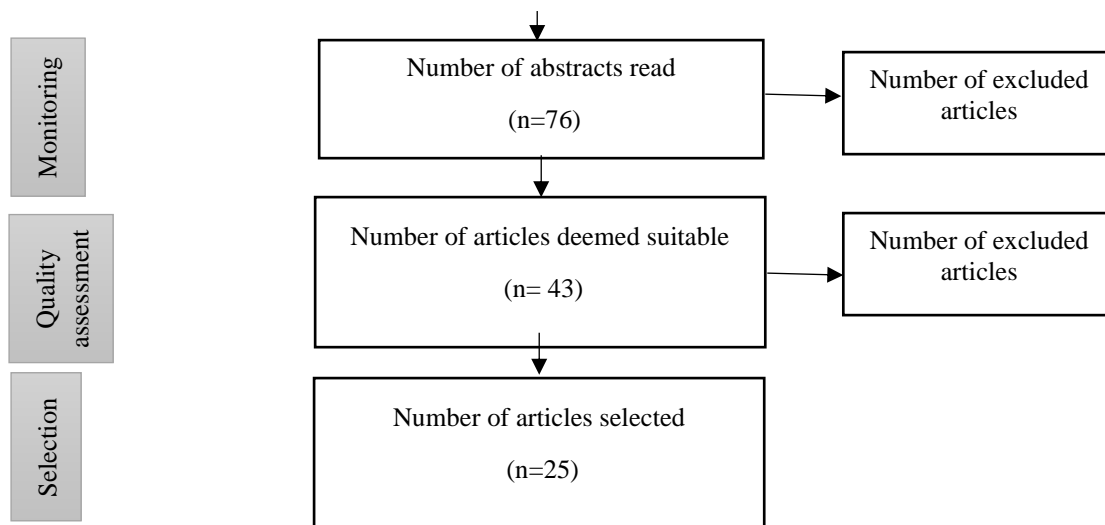 Monitoring
Number of abstracts read
(n=76)
Number of excluded
articles
Quality
assessment
Number of articles deemed suitable
(n= 43)
Number of excluded
articles
Selection
Number of articles selected
(n=25)